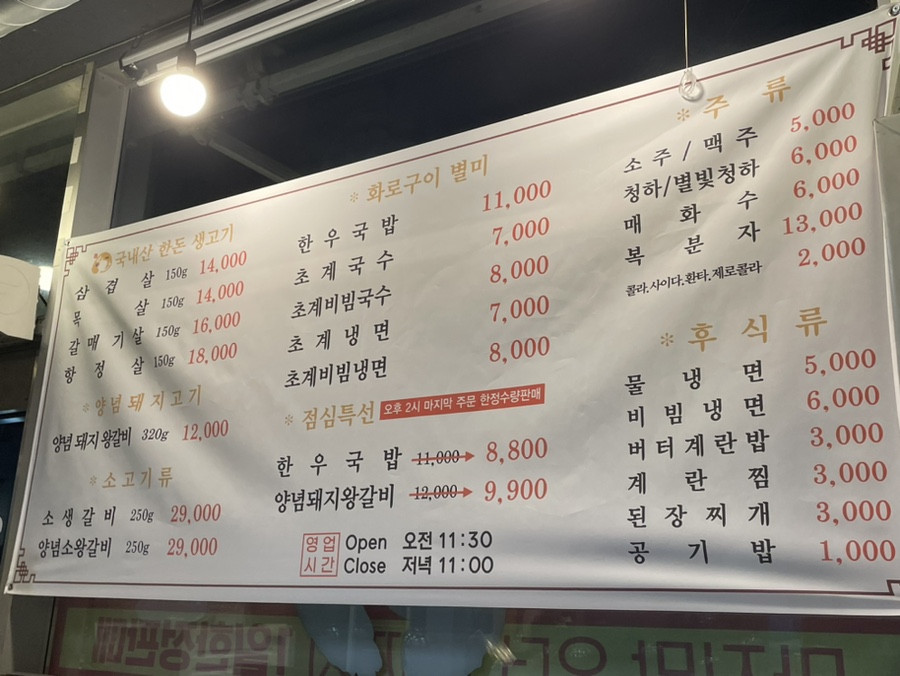 국내산 한돈 생고기
삼 겹 살 150g 14,000
목 살 150g 14,000
갈 매 기 살 150g 16,000
항 정 살 150g 18,000
* 양념 돼 지고기
양념 돼지 왕갈비 320g 12,000
* 소 고 기 류
소 생 갈 비 250g 29,000
양념소왕갈비 250g 29,000
* 화로구이 별미
한 우 국 밥 11,000
초 계 국 수 7,000
초계비빔국수 8,000
초 계 냉 면 7,000
초계비빔냉면 8,000
* 점심특선 오후 2시 마지막 주문 한정수량판매
한 우 국 밥 11,000 → 8,800
양념돼지왕갈비 12,000 → 9,900
영업시간
Open 오전 11:30
Close 저녁 11:00
* 주 류
소 주 / 맥 주 5,000
청하/별빛청하 6,000
매 화 수 6,000
복 분 자 13,000
콜라.사이다.환타.제로콜라 2,000
* 후 식 류
물 냉 면 5,000
비 빔 냉 면 6,000
버 터 계 란 밥 3,000
계 란 찜 3,000
된 장 찌 개 3,000
공 기 밥 1,000